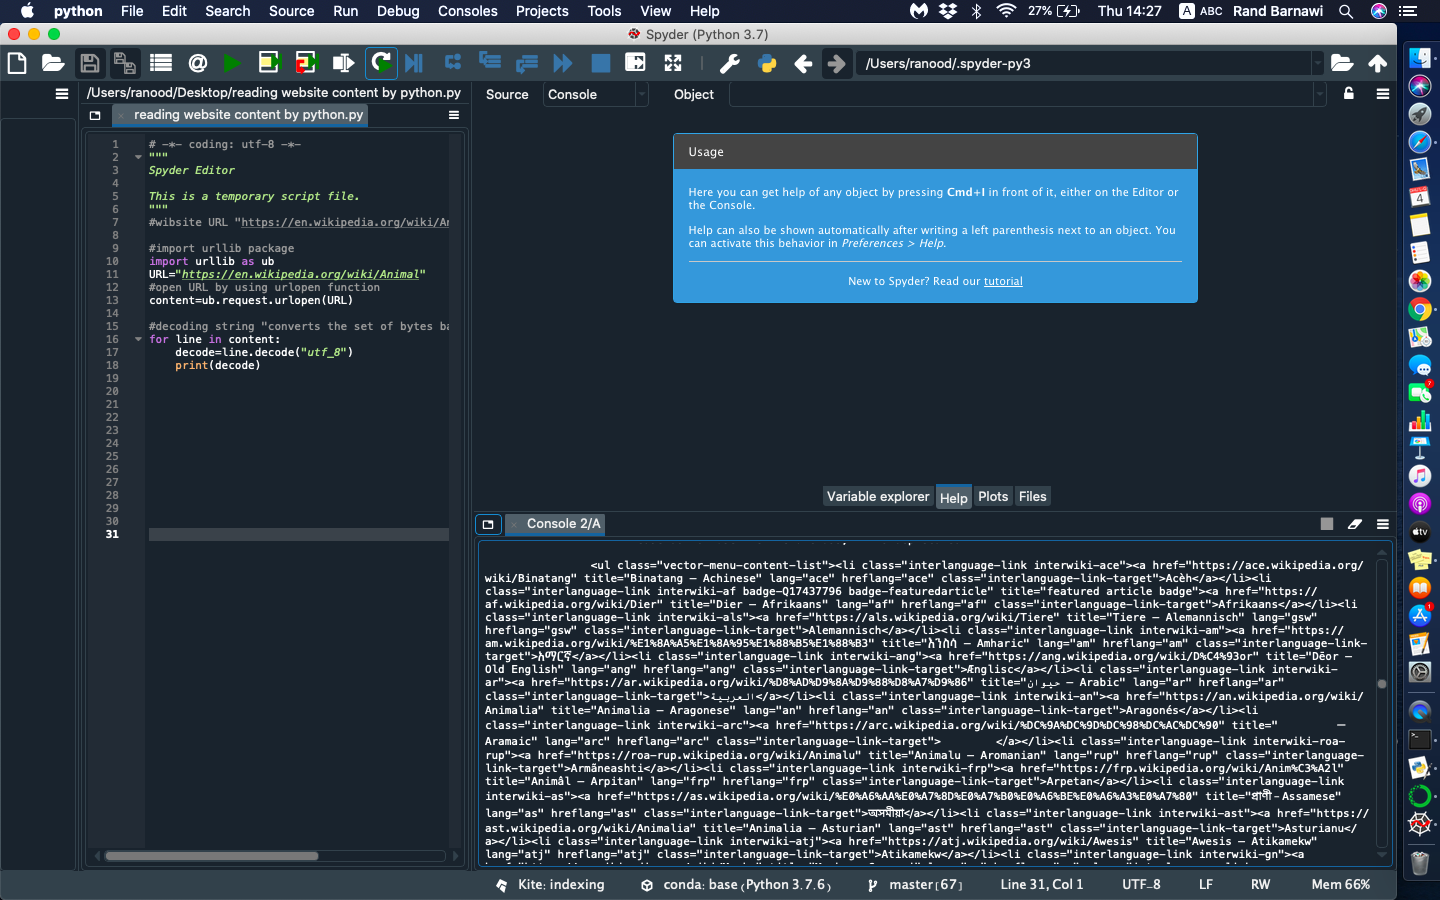 python File Edit Search Source Run Debug Consoles Projects Tools View Help 27% Thu 14:27 A ABC Rand Barnawi
Spyder (Python 3.7)
/Users/ranood/.spyder-py3
/Users/ranood/Desktop/reading website content by python.py
reading website content by python.py
1 # -*- coding: utf-8 -*-
2 """
3 Spyder Editor
4
5 This is a temporary script file.
6 """
7 #wibsite URL "https://en.wikipedia.org/wiki/An
8
9 #import urllib package
10 import urllib as ub
11 URL="https://en.wikipedia.org/wiki/Animal"
12 #open URL by using urlopen function
13 content=ub.request.urlopen(URL)
14
15 #decoding string "converts the set of bytes ba
16 for line in content:
17 decode=line.decode("utf_8")
18 print(decode)
19
20
21
22
23
24
25
26
27
28
29
30
31
Source Console Object
Usage
Here you can get help of any object by pressing Cmd+I in front of it, either on the Editor or
the Console.
Help can also be shown automatically after writing a left parenthesis next to an object. You
can activate this behavior in Preferences > Help.
New to Spyder? Read our tutorial
Variable explorer Help Plots Files
Console 2/A
<ul class="vector-menu-content-list"><li class="interlanguage-link interwiki-ace"><a href="https://ace.wikipedia.org/
wiki/Binatang" title="Binatang – Achinese" lang="ace" hreflang="ace" class="interlanguage-link-target">Acèh</a></li><li
class="interlanguage-link interwiki-af badge-Q17437796 badge-featuredarticle" title="featured article badge"><a href="https://
af.wikipedia.org/wiki/Dier" title="Dier – Afrikaans" lang="af" hreflang="af" class="interlanguage-link-target">Afrikaans</a></li><li
class="interlanguage-link interwiki-als"><a href="https://als.wikipedia.org/wiki/Tiere" title="Tiere – Alemannisch" lang="gsw"
hreflang="gsw" class="interlanguage-link-target">Alemannisch</a></li><li class="interlanguage-link interwiki-am"><a href="https://
am.wikipedia.org/wiki/%E1%8A%A5%E1%8A%95%E1%88%B5%E1%88%B3" title="እንስሳ – Amharic" lang="am" hreflang="am" class="interlanguage-link-
target">አማርኛ</a></li><li class="interlanguage-link interwiki-ang"><a href="https://ang.wikipedia.org/wiki/D%C4%93or" title="Dēor –
Old English" lang="ang" hreflang="ang" class="interlanguage-link-target">Ænglisc</a></li><li class="interlanguage-link interwiki-
ar"><a href="https://ar.wikipedia.org/wiki/%D8%AD%D9%8A%D9%88%D8%A7%D9%86" title="حيوان – Arabic" lang="ar" hreflang="ar"
class="interlanguage-link-target">العربية</a></li><li class="interlanguage-link interwiki-an"><a href="https://an.wikipedia.org/wiki/
Animalia" title="Animalia – Aragonese" lang="an" hreflang="an" class="interlanguage-link-target">Aragonés</a></li><li
class="interlanguage-link interwiki-arc"><a href="https://arc.wikipedia.org/wiki/%DC%9A%DC%9D%DC%98%DC%AC%DC%90" title=" –
Aramaic" lang="arc" hreflang="arc" class="interlanguage-link-target"> </a></li><li class="interlanguage-link interwiki-roa-
rup"><a href="https://roa-rup.wikipedia.org/wiki/Animalu" title="Animalu – Aromanian" lang="rup" hreflang="rup" class="interlanguage-
link-target">Armãneashti</a></li><li class="interlanguage-link interwiki-frp"><a href="https://frp.wikipedia.org/wiki/Anim%C3%A2l"
title="Animâl – Arpitan" lang="frp" hreflang="frp" class="interlanguage-link-target">Arpetan</a></li><li class="interlanguage-link
interwiki-as"><a href="https://as.wikipedia.org/wiki/%E0%A6%AA%E0%A7%8D%E0%A7%B0%E0%A6%BE%E0%A6%A3%E0%A7%80" title="প্ৰাণী – Assamese"
lang="as" hreflang="as" class="interlanguage-link-target">অসমীয়া</a></li><li class="interlanguage-link interwiki-ast"><a href="https://
ast.wikipedia.org/wiki/Animalia" title="Animalia – Asturian" lang="ast" hreflang="ast" class="interlanguage-link-target">Asturianu</
a></li><li class="interlanguage-link interwiki-atj"><a href="https://atj.wikipedia.org/wiki/Awesis" title="Awesis – Atikamekw"
lang="atj" hreflang="atj" class="interlanguage-link-target">Atikamekw</a></li><li class="interlanguage-link interwiki-gn"><a
Kite: indexing conda: base (Python 3.7.6) master [67] Line 31, Col 1 UTF-8 LF RW Mem 66%